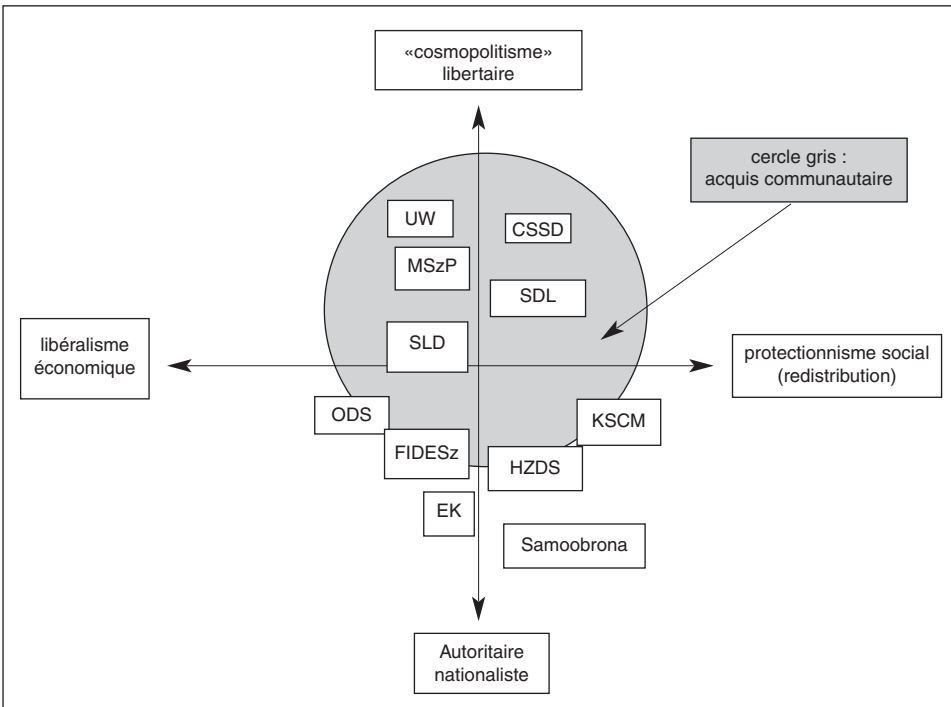 «cosmopolitisme»
libertaire
cercle gris :
acquis communautaire
UW
CSSD
MSzP
SDL
SLD
libéralisme
économique
protectionnisme social
(redistribution)
ODS
KSCM
FIDESz
HZDS
EK
Samoobrona
Autoritaire
nationaliste